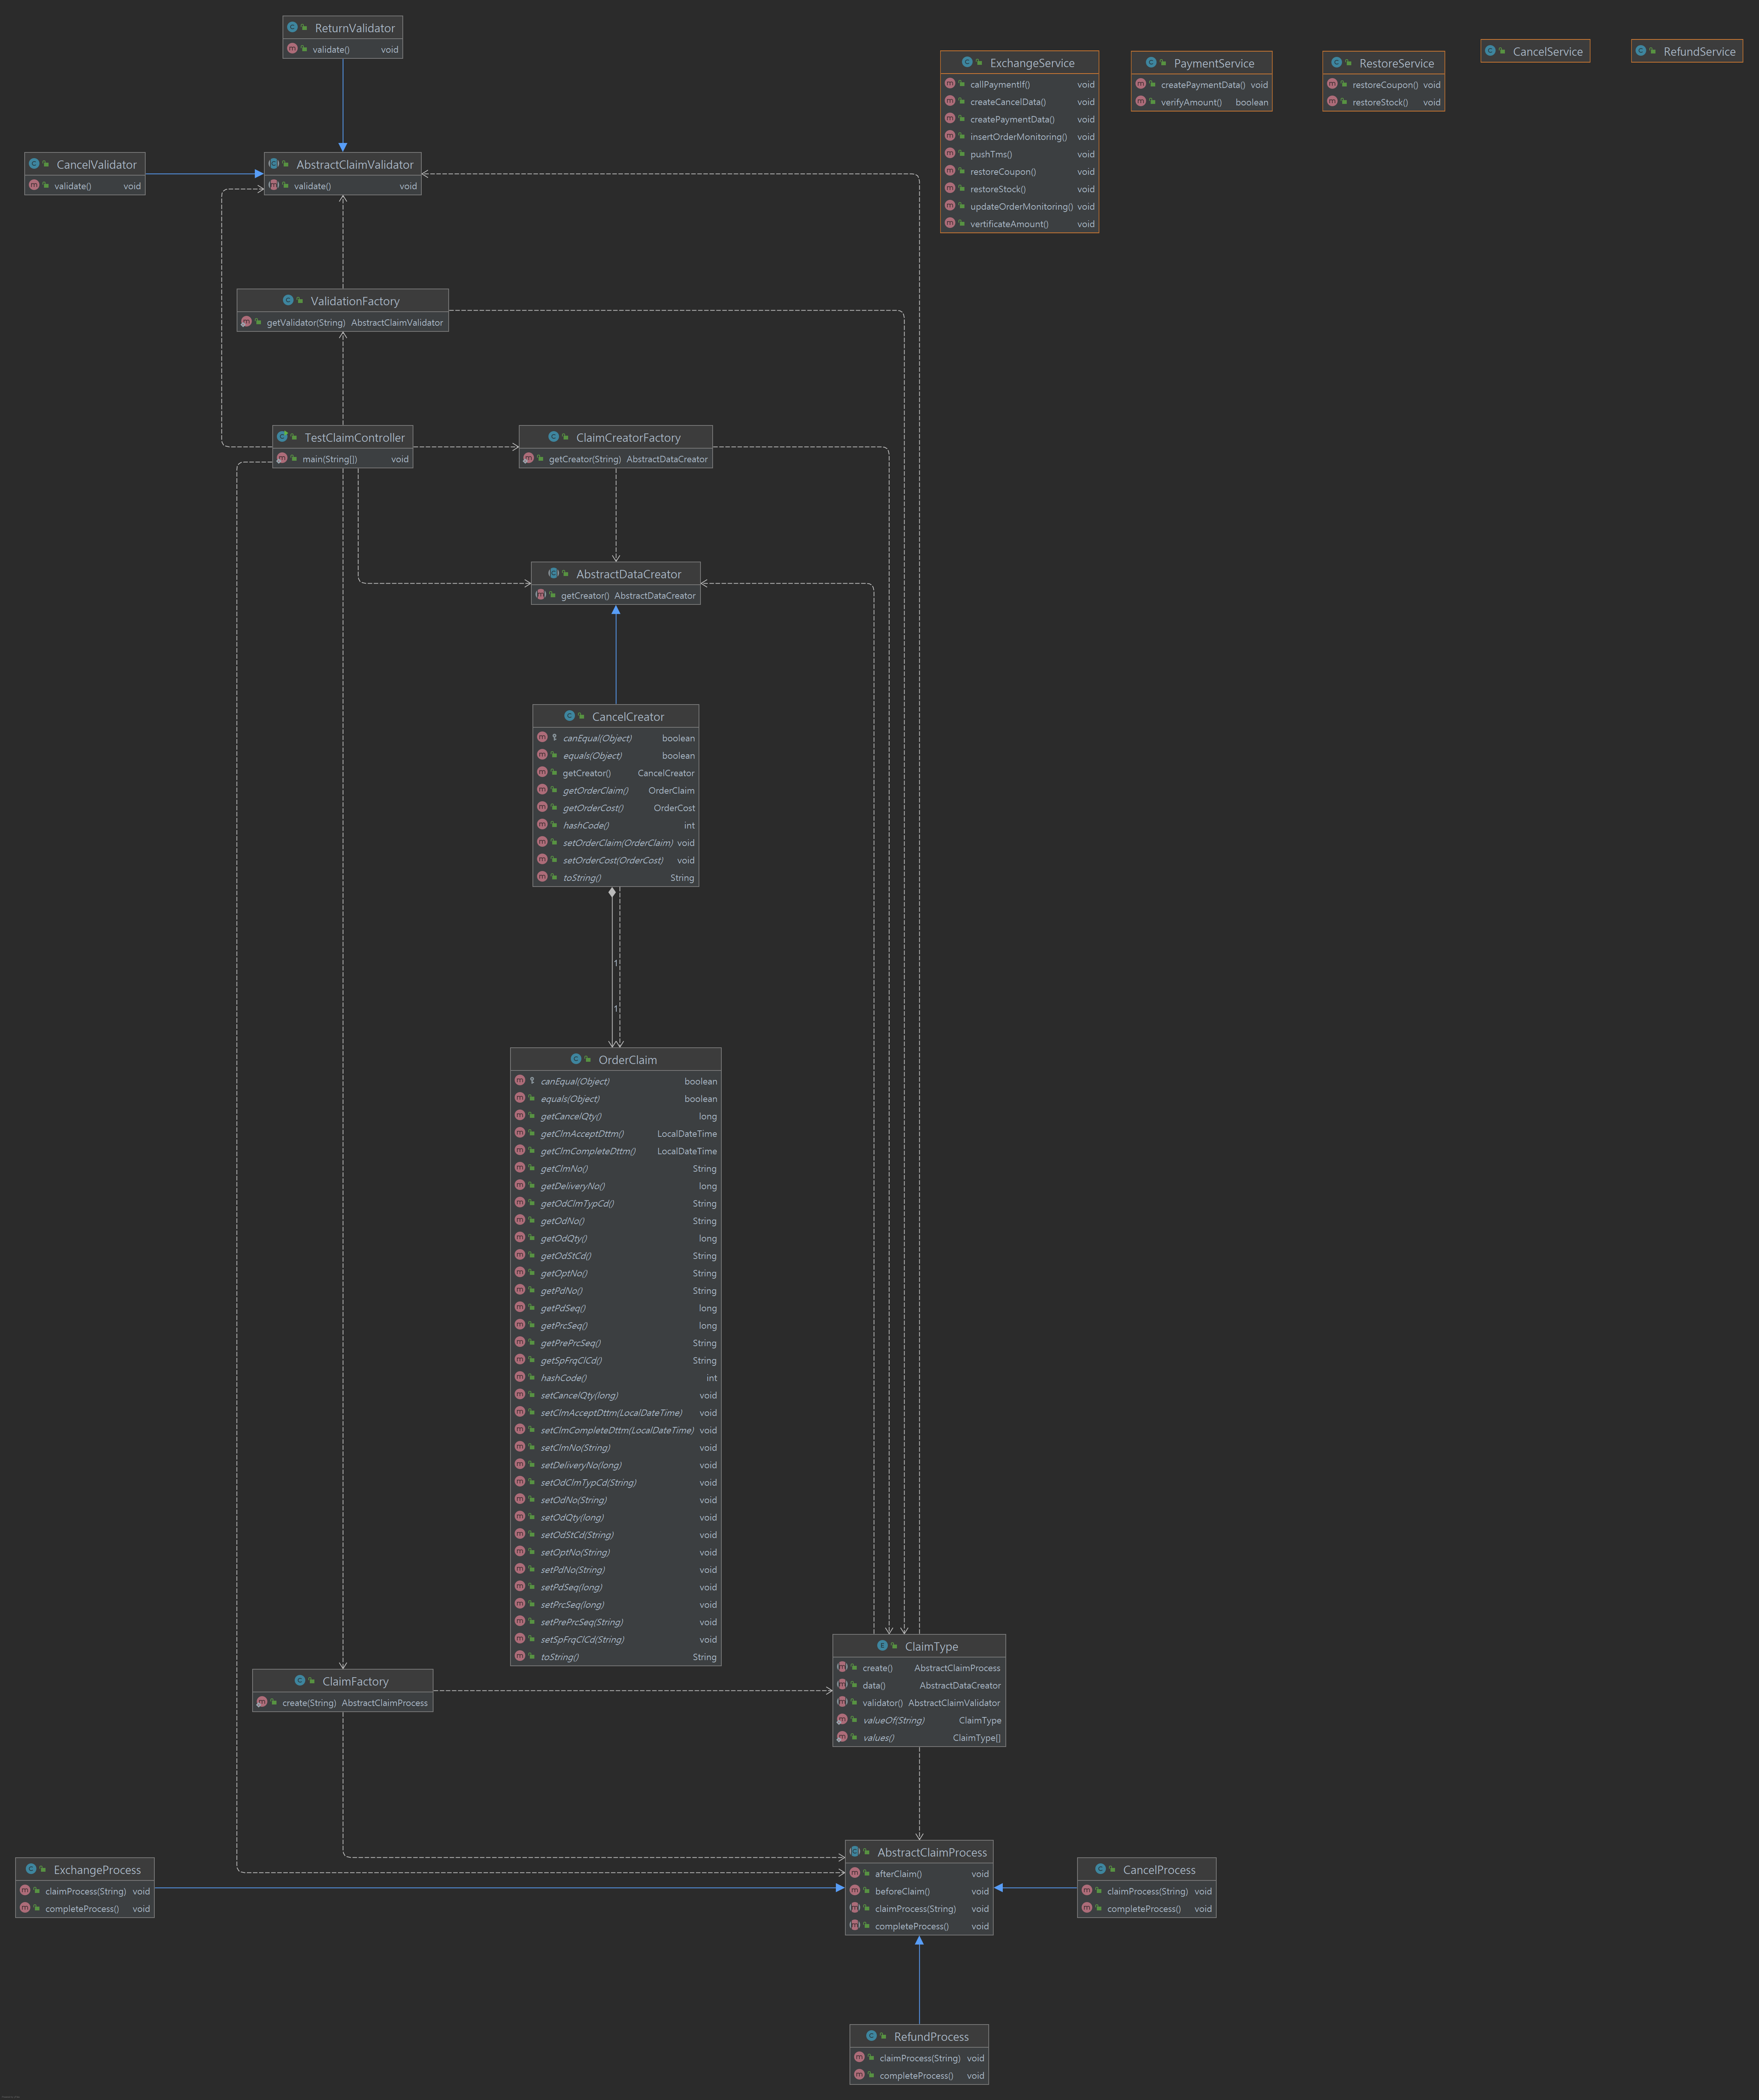 ReturnValidator
validate() void
CancelService
RefundService
ExchangeService
callPaymentIf() void
createCancelData() void
createPaymentData() void
insertOrderMonitoring() void
pushTms() void
restoreCoupon() void
restoreStock() void
updateOrderMonitoring() void
vertificateAmount() void
PaymentService
createPaymentData() void
verifyAmount() boolean
RestoreService
restoreCoupon() void
restoreStock() void
CancelValidator
validate() void
AbstractClaimValidator
validate() void
ValidationFactory
getValidator(String) AbstractClaimValidator
TestClaimController
main(String[]) void
ClaimCreatorFactory
getCreator(String) AbstractDataCreator
AbstractDataCreator
getCreator() AbstractDataCreator
CancelCreator
canEqual(Object) boolean
equals(Object) boolean
getCreator() CancelCreator
getOrderClaim() OrderClaim
getOrderCost() OrderCost
hashCode() int
setOrderClaim(OrderClaim) void
setOrderCost(OrderCost) void
toString() String
1
1
OrderClaim
canEqual(Object) boolean
equals(Object) boolean
getCancelQty() long
getClmAcceptDttm() LocalDateTime
getClmCompleteDttm() LocalDateTime
getClmNo() String
getDeliveryNo() long
getOdClmTypCd() String
getOdNo() String
getOdQty() long
getOdStCd() String
getOptNo() String
getPdNo() String
getPdSeq() long
getPrcSeq() long
getPrePrcSeq() String
getSpFrqClCd() String
hashCode() int
setCancelQty(long) void
setClmAcceptDttm(LocalDateTime) void
setClmCompleteDttm(LocalDateTime) void
setClmNo(String) void
setDeliveryNo(long) void
setOdClmTypCd(String) void
setOdNo(String) void
setOdQty(long) void
setOdStCd(String) void
setOptNo(String) void
setPdNo(String) void
setPdSeq(long) void
setPrcSeq(long) void
setPrePrcSeq(String) void
setSpFrqClCd(String) void
toString() String
ClaimType
create() AbstractClaimProcess
data() AbstractDataCreator
validator() AbstractClaimValidator
valueOf(String) ClaimType
values() ClaimType[]
ClaimFactory
create(String) AbstractClaimProcess
ExchangeProcess
claimProcess(String) void
completeProcess() void
AbstractClaimProcess
afterClaim() void
beforeClaim() void
claimProcess(String) void
completeProcess() void
CancelProcess
claimProcess(String) void
completeProcess() void
RefundProcess
claimProcess(String) void
completeProcess() void